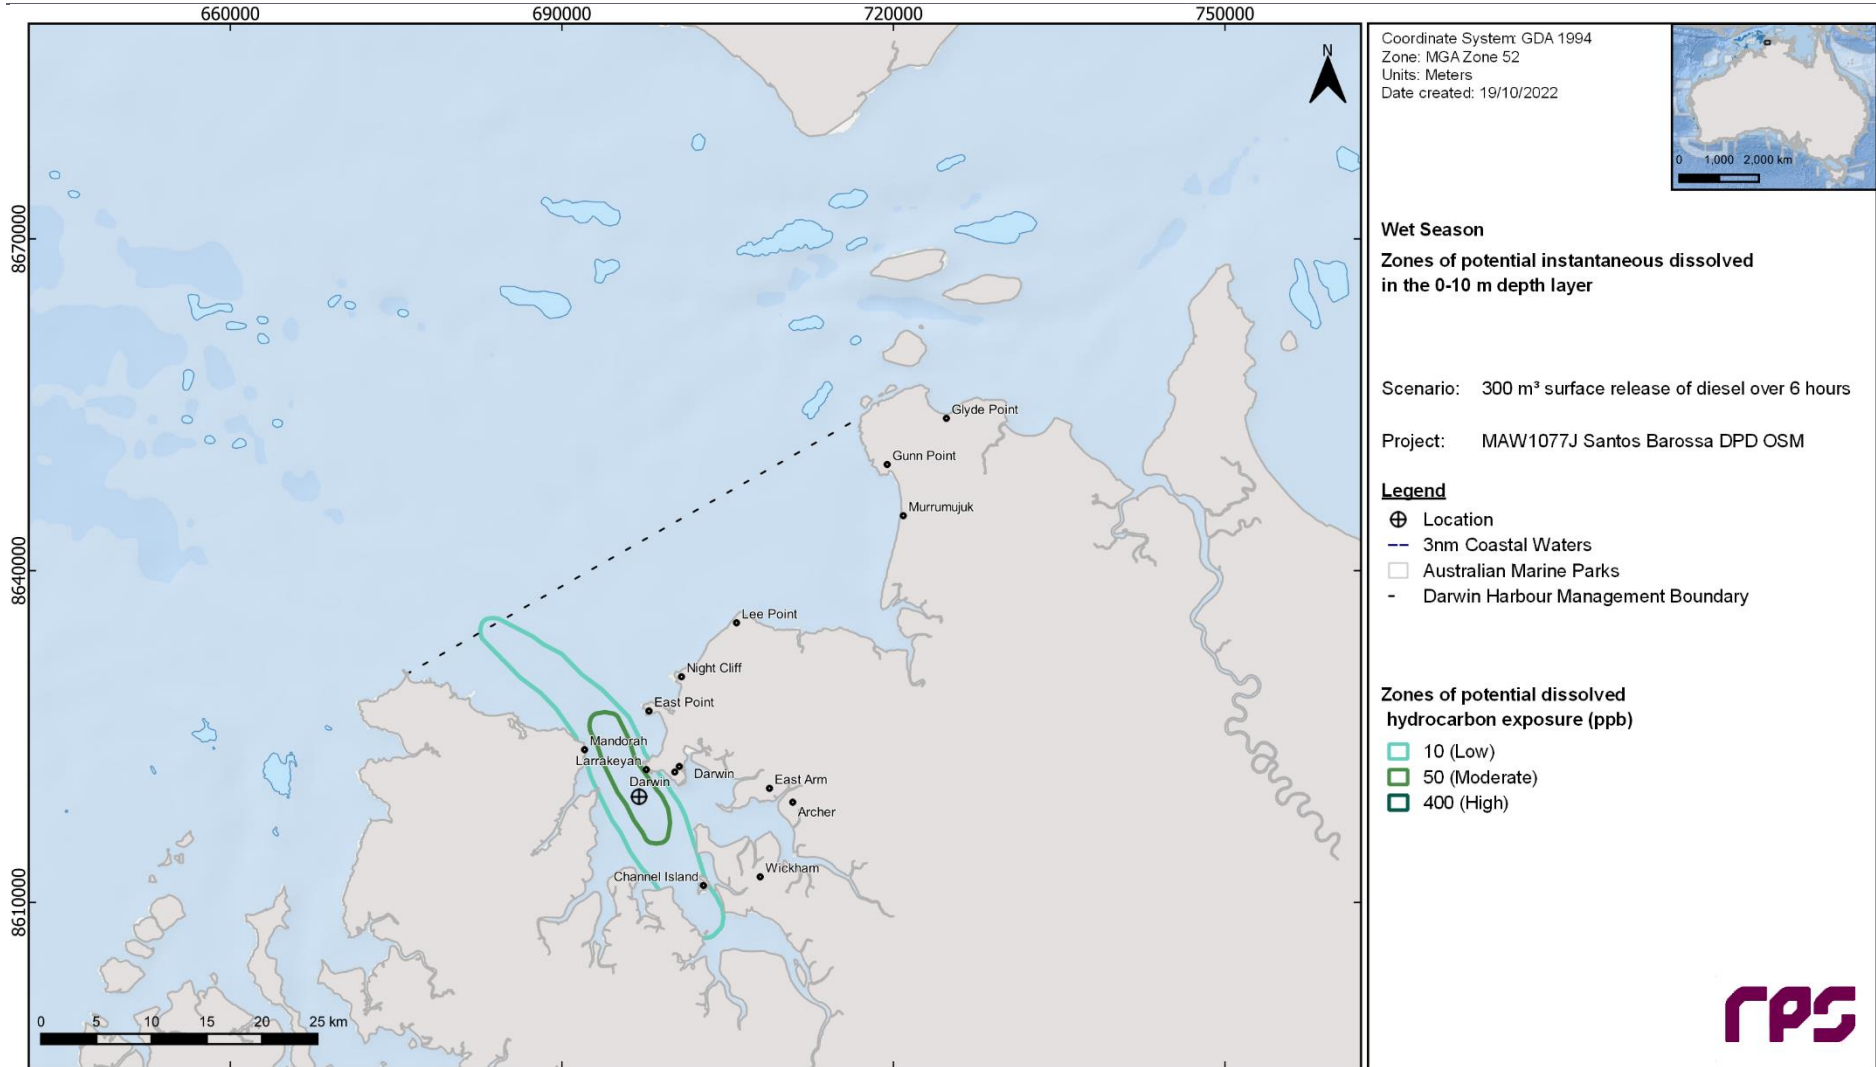 660000
690000
720000
750000
8670000
8640000
8610000
N
Glyde Point
Gunn Point
Murrumujuk
Lee Point
Night Cliff
East Point
Mandorah
Larrakeyah
Darwin
Darwin
East Arm
Archer
Wickham
Channel Island
0 5 10 15 20 25 km
Coordinate System: GDA 1994
Zone: MGA Zone 52
Units: Meters
Date created: 19/10/2022
0 1,000 2,000 km
Wet Season
Zones of potential instantaneous dissolved
in the 0-10 m depth layer
Scenario: 300 m³ surface release of diesel over 6 hours
Project: MAW1077J Santos Barossa DPD OSM
Legend
Location
3nm Coastal Waters
Australian Marine Parks
Darwin Harbour Management Boundary
Zones of potential dissolved
hydrocarbon exposure (ppb)
10 (Low)
50 (Moderate)
400 (High)
rps